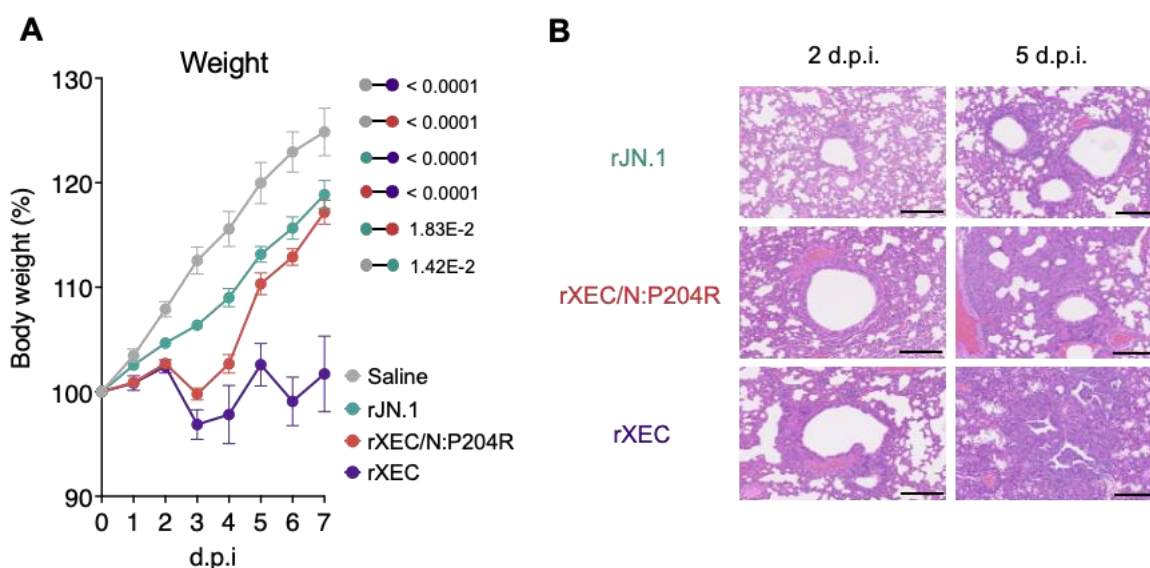 A
Weight
Body weight (%)
130
120
110
100
90
0 1 2 3 4 5 6 7
d.p.i
< 0.0001
< 0.0001
< 0.0001
< 0.0001
1.83E-2
1.42E-2
Saline
rJN.1
rXEC/N:P204R
rXEC
B
2 d.p.i. 5 d.p.i.
rJN.1
rXEC/N:P204R
rXEC